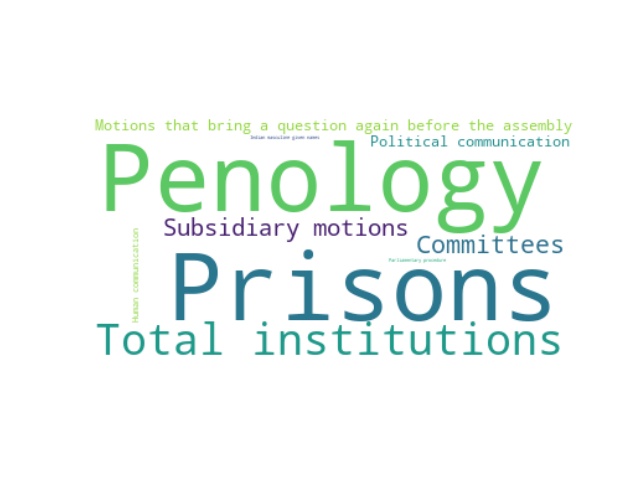 Motions that bring a question again before the assembly
Indian masculine given names
Political communication
Penology
Subsidiary motions
Committees
Human communication
Parliamentary procedure
Prisons
Total institutions